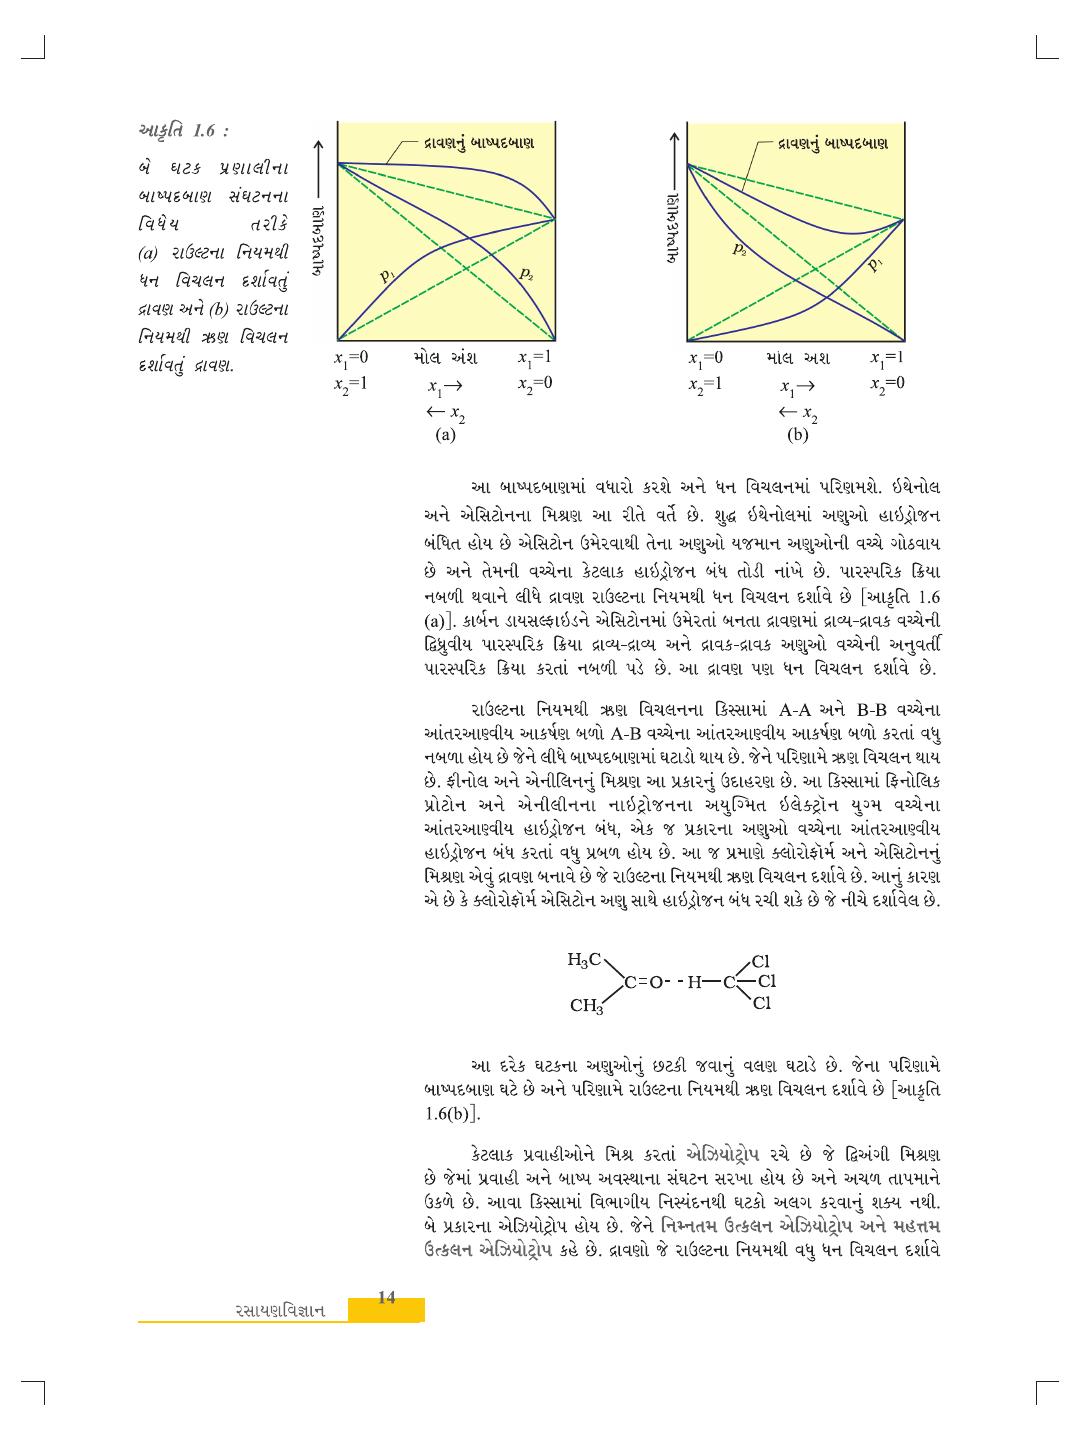 આકૃતિ 1.6 :
બે ઘટક પ્રણાલીના
બાષ્પદબાણ સંઘટનના
વિધેય તરીકે
(a) રાઉલ્ટના નિયમથી
ધન વિચલન દર્શાવતું
દ્રાવણ અને (b) રાઉલ્ટના
નિયમથી ઋણ વિચલન
દર્શાવતું દ્રાવણ.
દ્રાવણનું બાષ્પદબાણ
બાષ્પદબાણ
p₁
p₂
x₁=0 મોલ અંશ x₁=1
x₂=1 x₁→ x₂=0
← x₂
(a)
દ્રાવણનું બાષ્પદબાણ
બાષ્પદબાણ
p₂
p₁
x₁=0 માંલ અશ x₁=1
x₂=1 x₁→ x₂=0
← x₂
(b)
આ બાષ્પદબાણમાં વધારો કરશે અને ધન વિચલનમાં પરિણમશે. ઇથેનોલ
અને એસિટોનના મિશ્રણ આ રીતે વર્તે છે. શુદ્ધ ઇથેનોલમાં અણુઓ હાઇડ્રોજન
બંધિત હોય છે એસિટોન ઉમેરવાથી તેના અણુઓ યજમાન અણુઓની વચ્ચે ગોઠવાય
છે અને તેમની વચ્ચેના કેટલાક હાઇડ્રોજન બંધ તોડી નાંખે છે. પારસ્પરિક ક્રિયા
નબળી થવાને લીધે દ્રાવણ રાઉલ્ટના નિયમથી ધન વિચલન દર્શાવે છે [આકૃતિ 1.6
(a)]. કાર્બન ડાયસલ્ફાઇડને એસિટોનમાં ઉમેરતાં બનતા દ્રાવણમાં દ્રાવ્ય-દ્રાવક વચ્ચેની
દ્વિધ્રુવીય પારસ્પરિક ક્રિયા દ્રાવ્ય-દ્રાવ્ય અને દ્રાવક-દ્રાવક અણુઓ વચ્ચેની અનુવર્તી
પારસ્પરિક ક્રિયા કરતાં નબળી પડે છે. આ દ્રાવણ પણ ધન વિચલન દર્શાવે છે.
રાઉલ્ટના નિયમથી ઋણ વિચલનના કિસ્સામાં A-A અને B-B વચ્ચેના
આંતરઆણ્વીય આકર્ષણ બળો A-B વચ્ચેના આંતરઆણ્વીય આકર્ષણ બળો કરતાં વધુ
નબળા હોય છે જેને લીધે બાષ્પદબાણમાં ઘટાડો થાય છે. જેને પરિણામે ઋણ વિચલન થાય
છે. ફીનોલ અને એનીલિનનું મિશ્રણ આ પ્રકારનું ઉદાહરણ છે. આ કિસ્સામાં ફિનોલિક
પ્રોટોન અને એનીલીનના નાઇટ્રોજનના અયુગ્મિત ઇલેક્ટ્રૉન યુગ્મ વચ્ચેના
આંતરઆણ્વીય હાઇડ્રોજન બંધ, એક જ પ્રકારના અણુઓ વચ્ચેના આંતરઆણ્વીય
હાઇડ્રોજન બંધ કરતાં વધુ પ્રબળ હોય છે. આ જ પ્રમાણે ક્લોરોફૉર્મ અને એસિટોનનું
મિશ્રણ એવું દ્રાવણ બનાવે છે જે રાઉલ્ટના નિયમથી ઋણ વિચલન દર્શાવે છે. આનું કારણ
એ છે કે ક્લોરોફૉર્મ એસિટોન અણુ સાથે હાઇડ્રોજન બંધ રચી શકે છે જે નીચે દર્શાવેલ છે.
H₃C Cl
C=O- - H—C—Cl
CH₃ Cl
આ દરેક ઘટકના અણુઓનું છટકી જવાનું વલણ ઘટાડે છે. જેના પરિણામે
બાષ્પદબાણ ઘટે છે અને પરિણામે રાઉલ્ટના નિયમથી ઋણ વિચલન દર્શાવે છે [આકૃતિ
1.6(b)].
કેટલાક પ્રવાહીઓને મિશ્ર કરતાં એઝિયોટ્રોપ રચે છે જે દ્વિઅંગી મિશ્રણ
છે જેમાં પ્રવાહી અને બાષ્પ અવસ્થાના સંઘટન સરખા હોય છે અને અચળ તાપમાને
ઉકળે છે. આવા કિસ્સામાં વિભાગીય નિસ્યંદનથી ઘટકો અલગ કરવાનું શક્ય નથી.
બે પ્રકારના એઝિયોટ્રોપ હોય છે. જેને નિમ્નતમ ઉત્કલન એઝિયોટ્રોપ અને મહત્તમ
ઉત્કલન એઝિયોટ્રોપ કહે છે. દ્રાવણો જે રાઉલ્ટના નિયમથી વધુ ધન વિચલન દર્શાવે
રસાયણવિજ્ઞાન 14